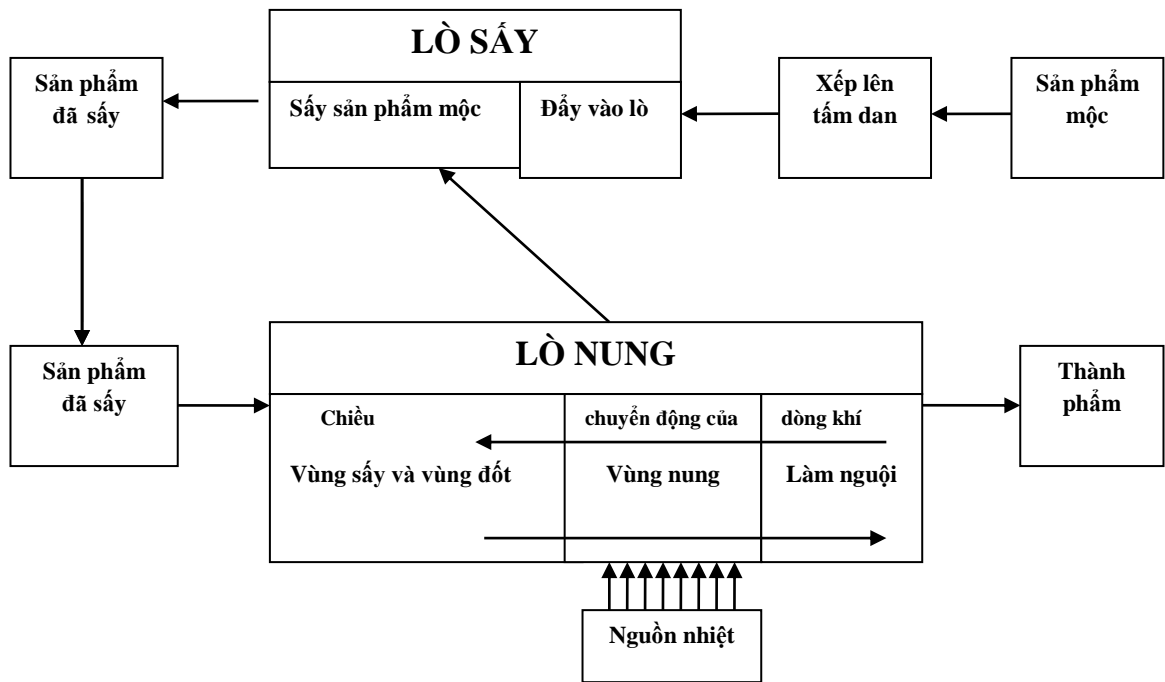 LÒ SẤY
Sản phẩm
đã sấy
Sấy sản phẩm mộc
Đẩy vào lò
Xếp lên
tấm dan
Sản phẩm
mộc
LÒ NUNG
Sản phẩm
đã sấy
Chiều chuyển động của dòng khí
Vùng sấy và vùng đốt
Vùng nung
Làm nguội
Thành
phẩm
Nguồn nhiệt